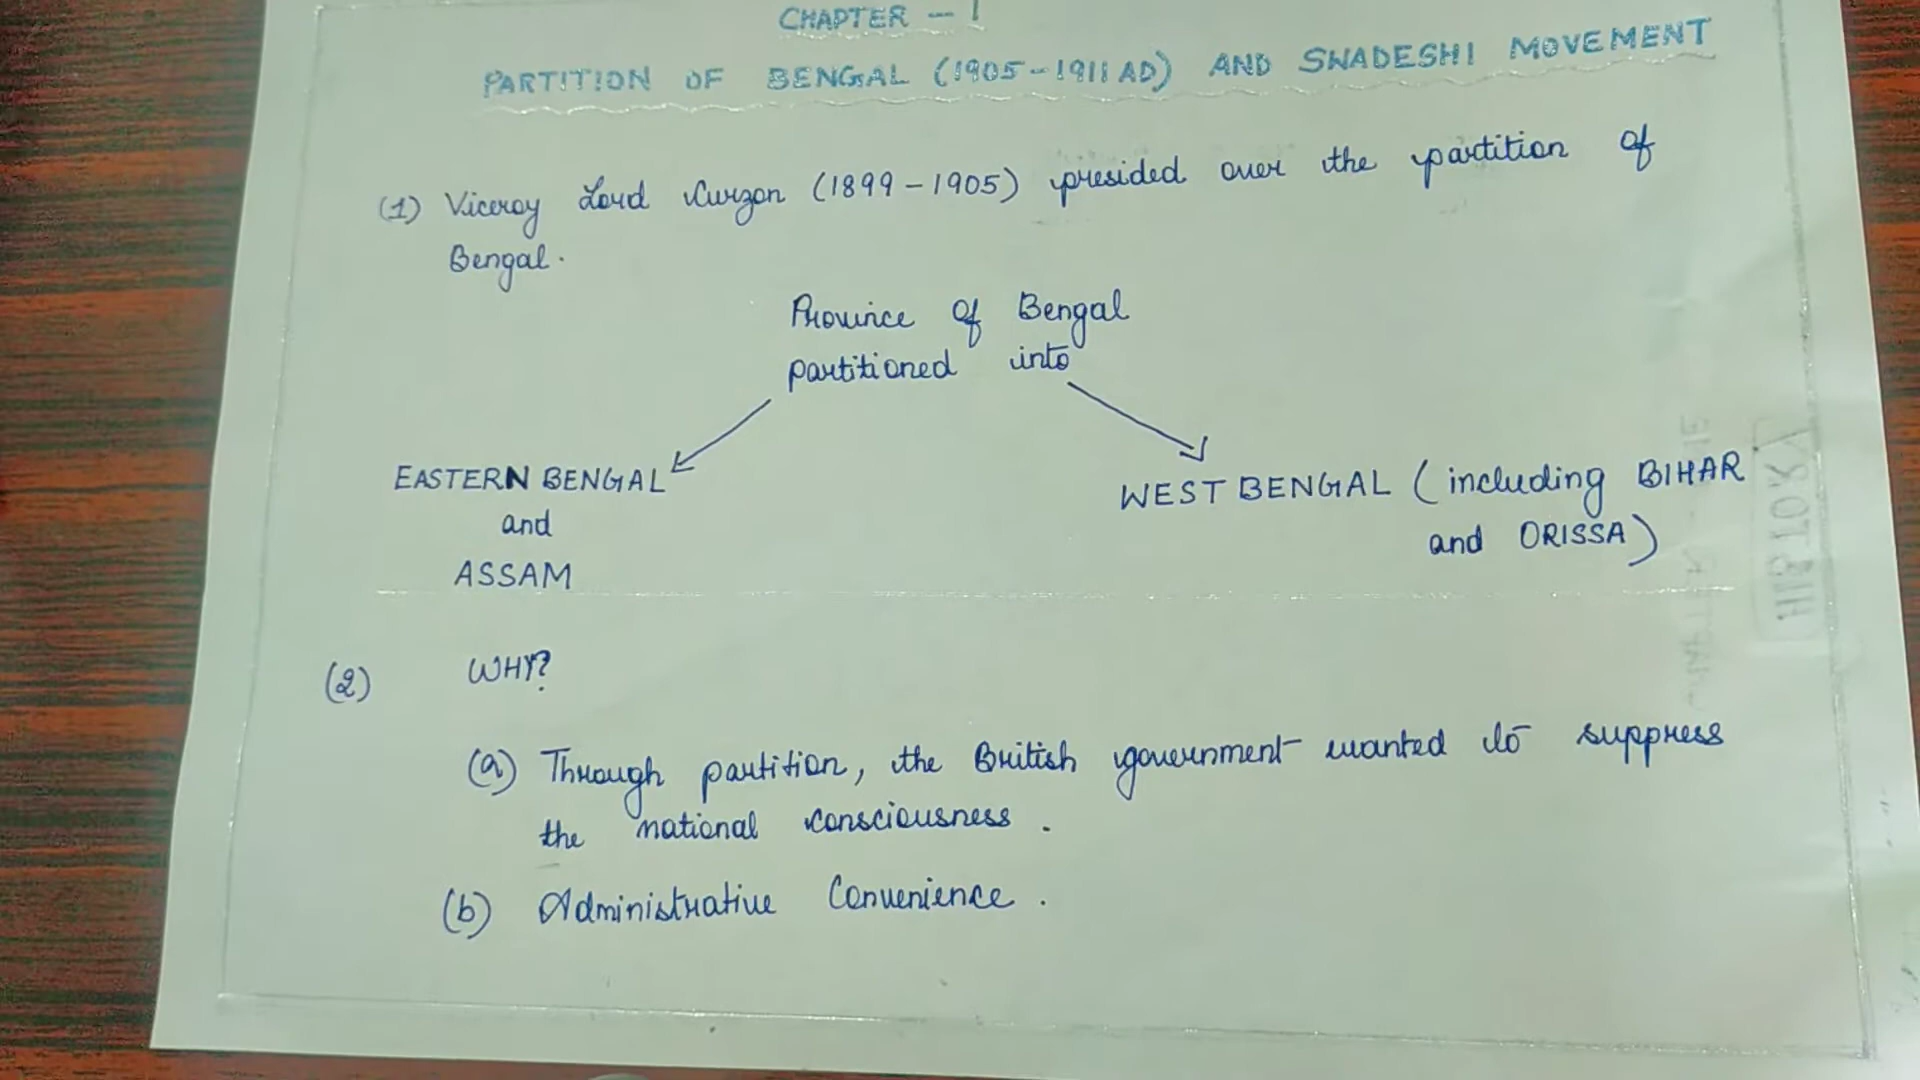 CHAPTER - 1
PARTITION OF BENGAL (1905-1911 AD) AND SWADESHI MOVEMENT
(1) Viceroy Lord Curzon (1899-1905) presided over the partition of
Bengal.
Province of Bengal
partitioned into
EASTERN BENGAL
and
ASSAM
WEST BENGAL (including BIHAR
and ORISSA)
(2) WHY?
(a) Through partition, the British government wanted to suppress
the national consciousness.
(b) Administrative Convenience.
HISTORY